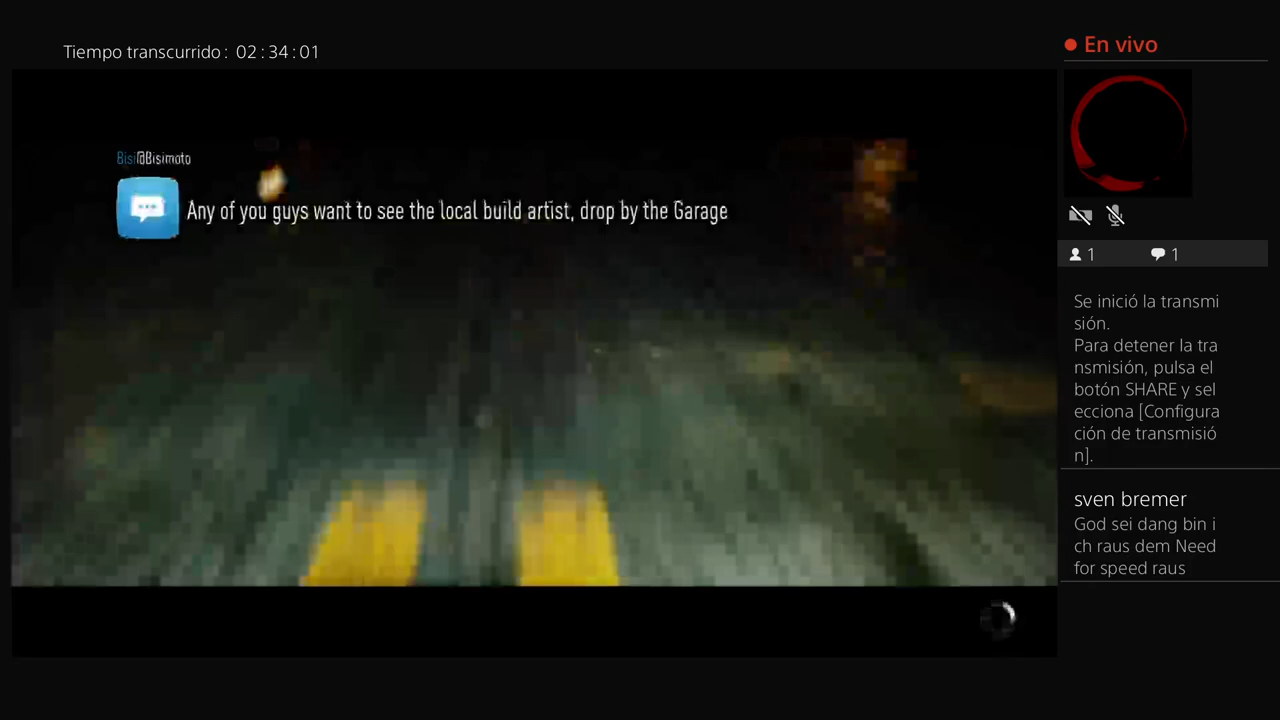 Tiempo transcurrido: 02:34:01
En vivo
Bisi@Bisimoto
Any of you guys want to see the local build artist, drop by the Garage
1 1
Se inició la transmi
sión.
Para detener la tra
nsmisión, pulsa el
botón SHARE y sel
ecciona [Configura
ción de transmisió
n].
sven bremer
God sei dang bin i
ch raus dem Need
for speed raus